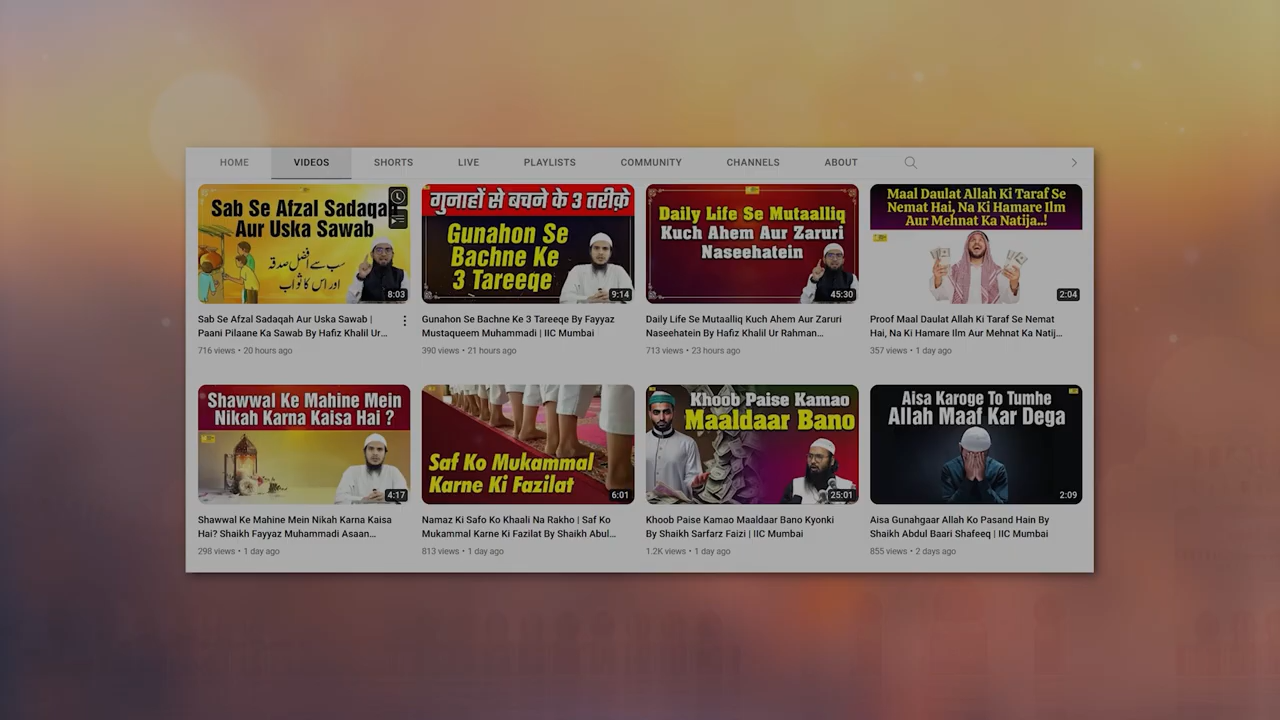 HOME VIDEOS SHORTS LIVE PLAYLISTS COMMUNITY CHANNELS ABOUT
Sab Se Afzal Sadaqah
Aur Uska Sawab
سب سے افضل صدقہ
اور اس کا ثواب
8:03
गुनाहों से बचने के 3 तरीक़े
Gunahon Se
Bachne Ke
3 Tareeqe
9:14
Daily Life Se Mutaalliq
Kuch Ahem Aur Zaruri
Naseehatein
45:30
Maal Daulat Allah Ki Taraf Se
Nemat Hai, Na Ki Hamare Ilm
Aur Mehnat Ka Natija..!
2:04
Sab Se Afzal Sadaqah Aur Uska Sawab |
Paani Pilaane Ka Sawab By Hafiz Khalil Ur...
716 views • 20 hours ago
Gunahon Se Bachne Ke 3 Tareeqe By Fayyaz
Mustaqueem Muhammadi | IIC Mumbai
390 views • 21 hours ago
Daily Life Se Mutaalliq Kuch Ahem Aur Zaruri
Naseehatein By Hafiz Khalil Ur Rahman...
713 views • 23 hours ago
Proof Maal Daulat Allah Ki Taraf Se Nemat
Hai, Na Ki Hamare Ilm Aur Mehnat Ka Natij...
357 views • 1 day ago
Shawwal Ke Mahine Mein
Nikah Karna Kaisa Hai ?
4:17
Saf Ko Mukammal
Karne Ki Fazilat
6:01
Khoob Paise Kamao
Maaldaar Bano
25:01
Aisa Karoge To Tumhe
Allah Maaf Kar Dega
2:09
Shawwal Ke Mahine Mein Nikah Karna Kaisa
Hai? Shaikh Fayyaz Muhammadi Asaan...
298 views • 1 day ago
Namaz Ki Safo Ko Khaali Na Rakho | Saf Ko
Mukammal Karne Ki Fazilat By Shaikh Abul...
813 views • 1 day ago
Khoob Paise Kamao Maaldaar Bano Kyonki
By Shaikh Sarfarz Faizi | IIC Mumbai
1.2K views • 1 day ago
Aisa Gunahgaar Allah Ko Pasand Hain By
Shaikh Abdul Baari Shafeeq | IIC Mumbai
855 views • 2 days ago